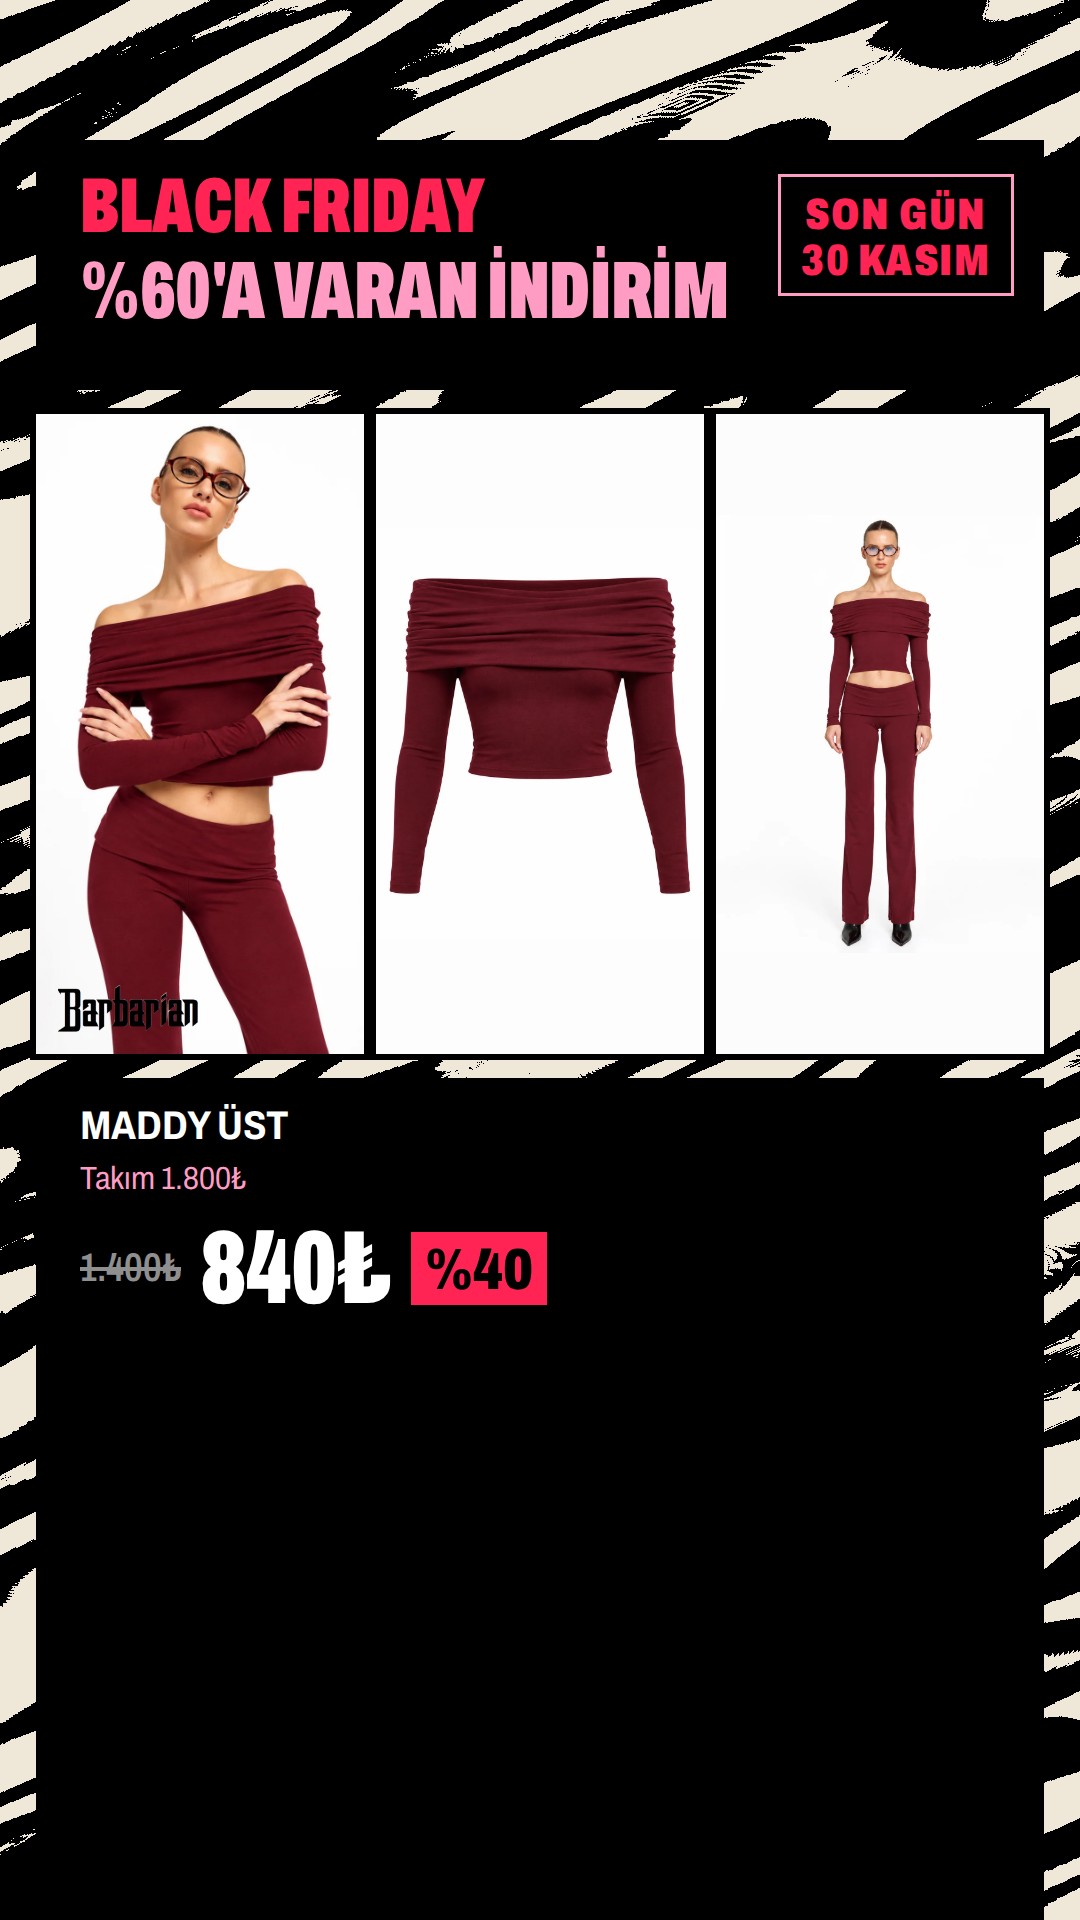 BLACK FRIDAY
%60'A VARAN İNDİRİM
SON GÜN
30 KASIM
Barbarian
MADDY ÜST
Takım 1.800₺
1.400₺ 840₺ %40